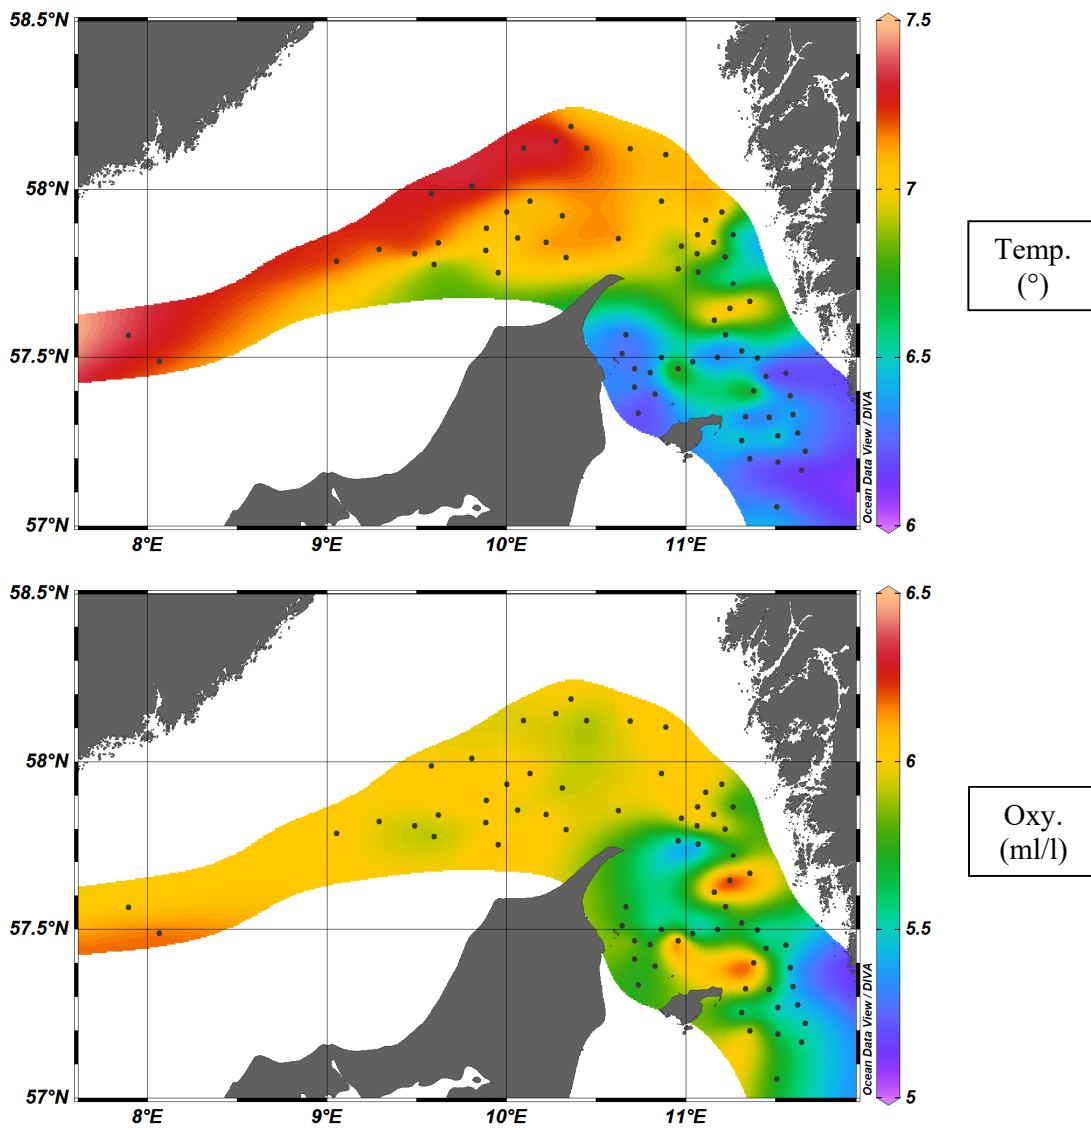 58.5°N
58°N
57.5°N
57°N
8°E 9°E 10°E 11°E
7.5
7
6.5
6
Ocean Data View / DIVA
Temp.
(°)
58.5°N
58°N
57.5°N
57°N
8°E 9°E 10°E 11°E
6.5
6
5.5
5
Ocean Data View / DIVA
Oxy.
(ml/l)